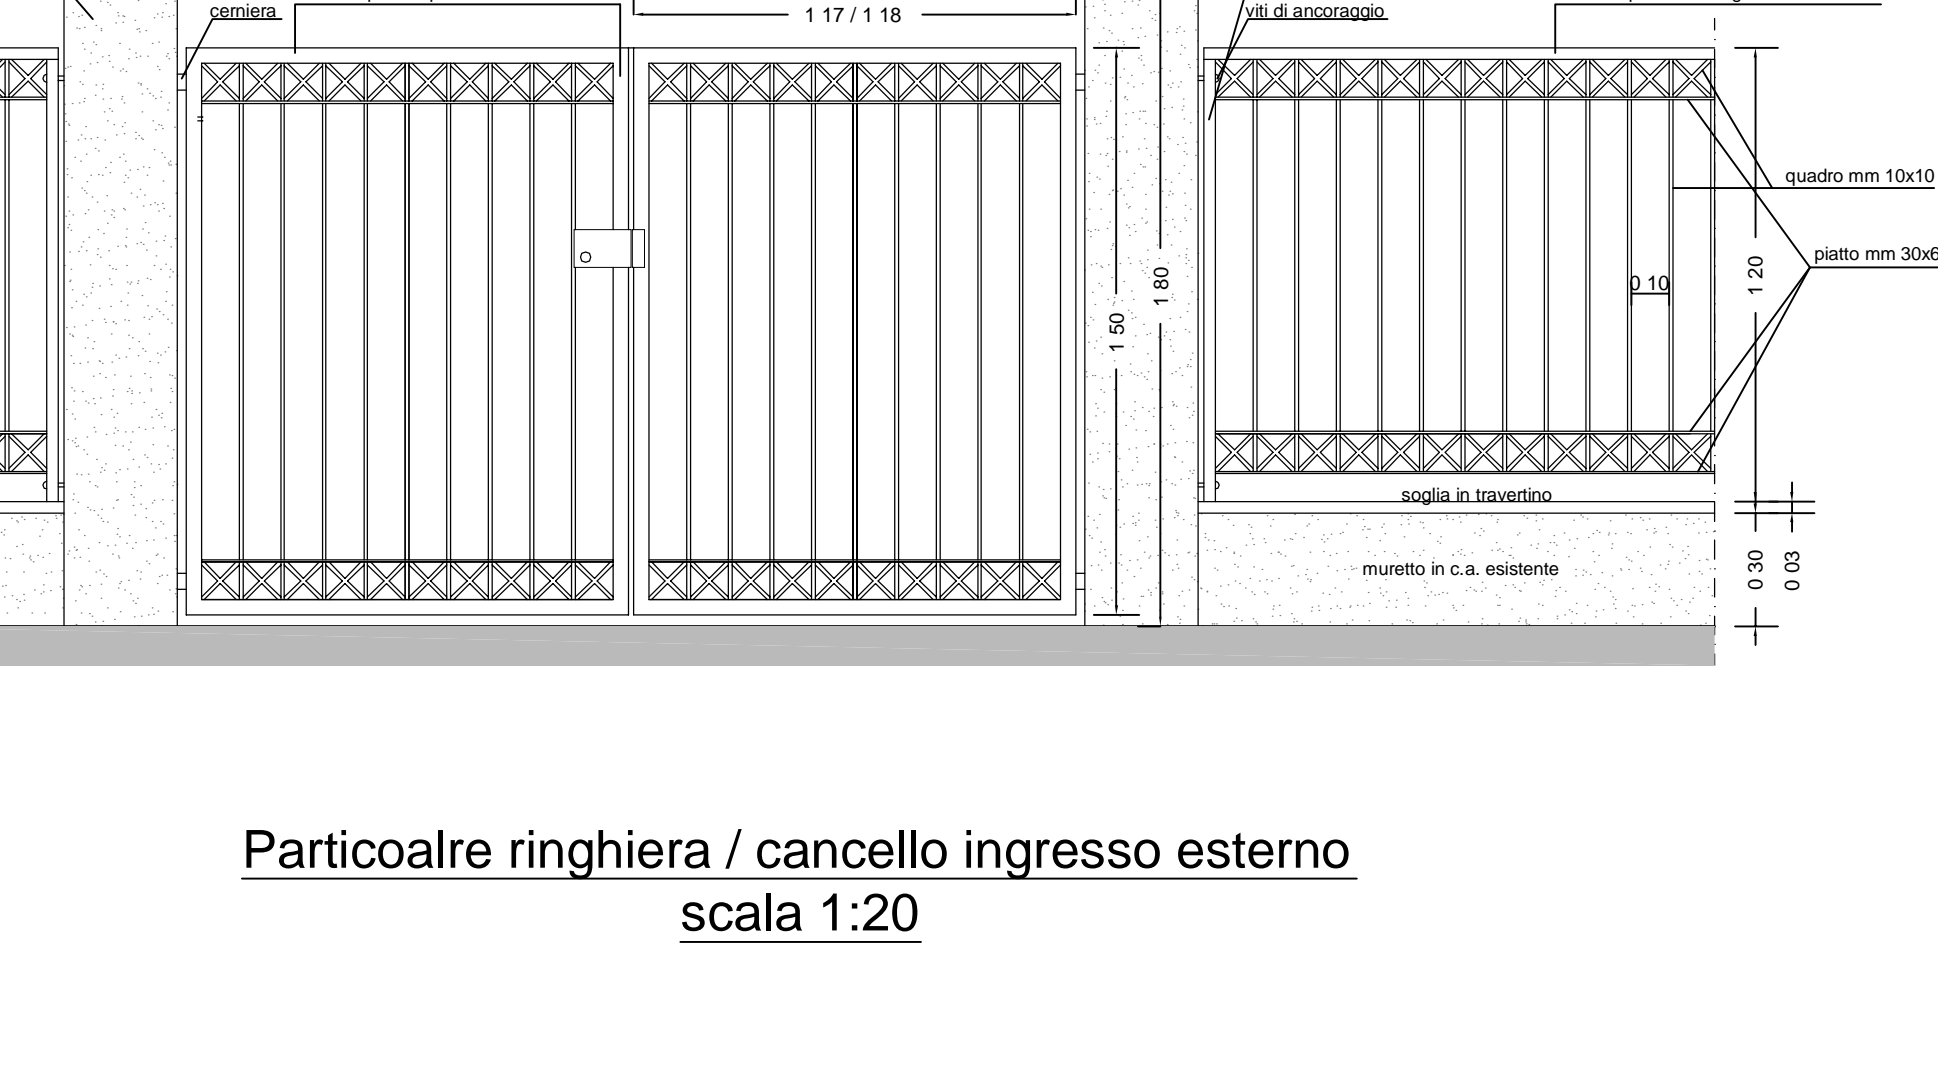 cerniera
1 17 / 1 18
viti di ancoraggio
quadro mm 10x10
piatto mm 30x6
0 10
1 20
1 80
1 50
soglia in travertino
muretto in c.a. esistente
0 30
0 03
Particoalre ringhiera / cancello ingresso esterno
scala 1:20